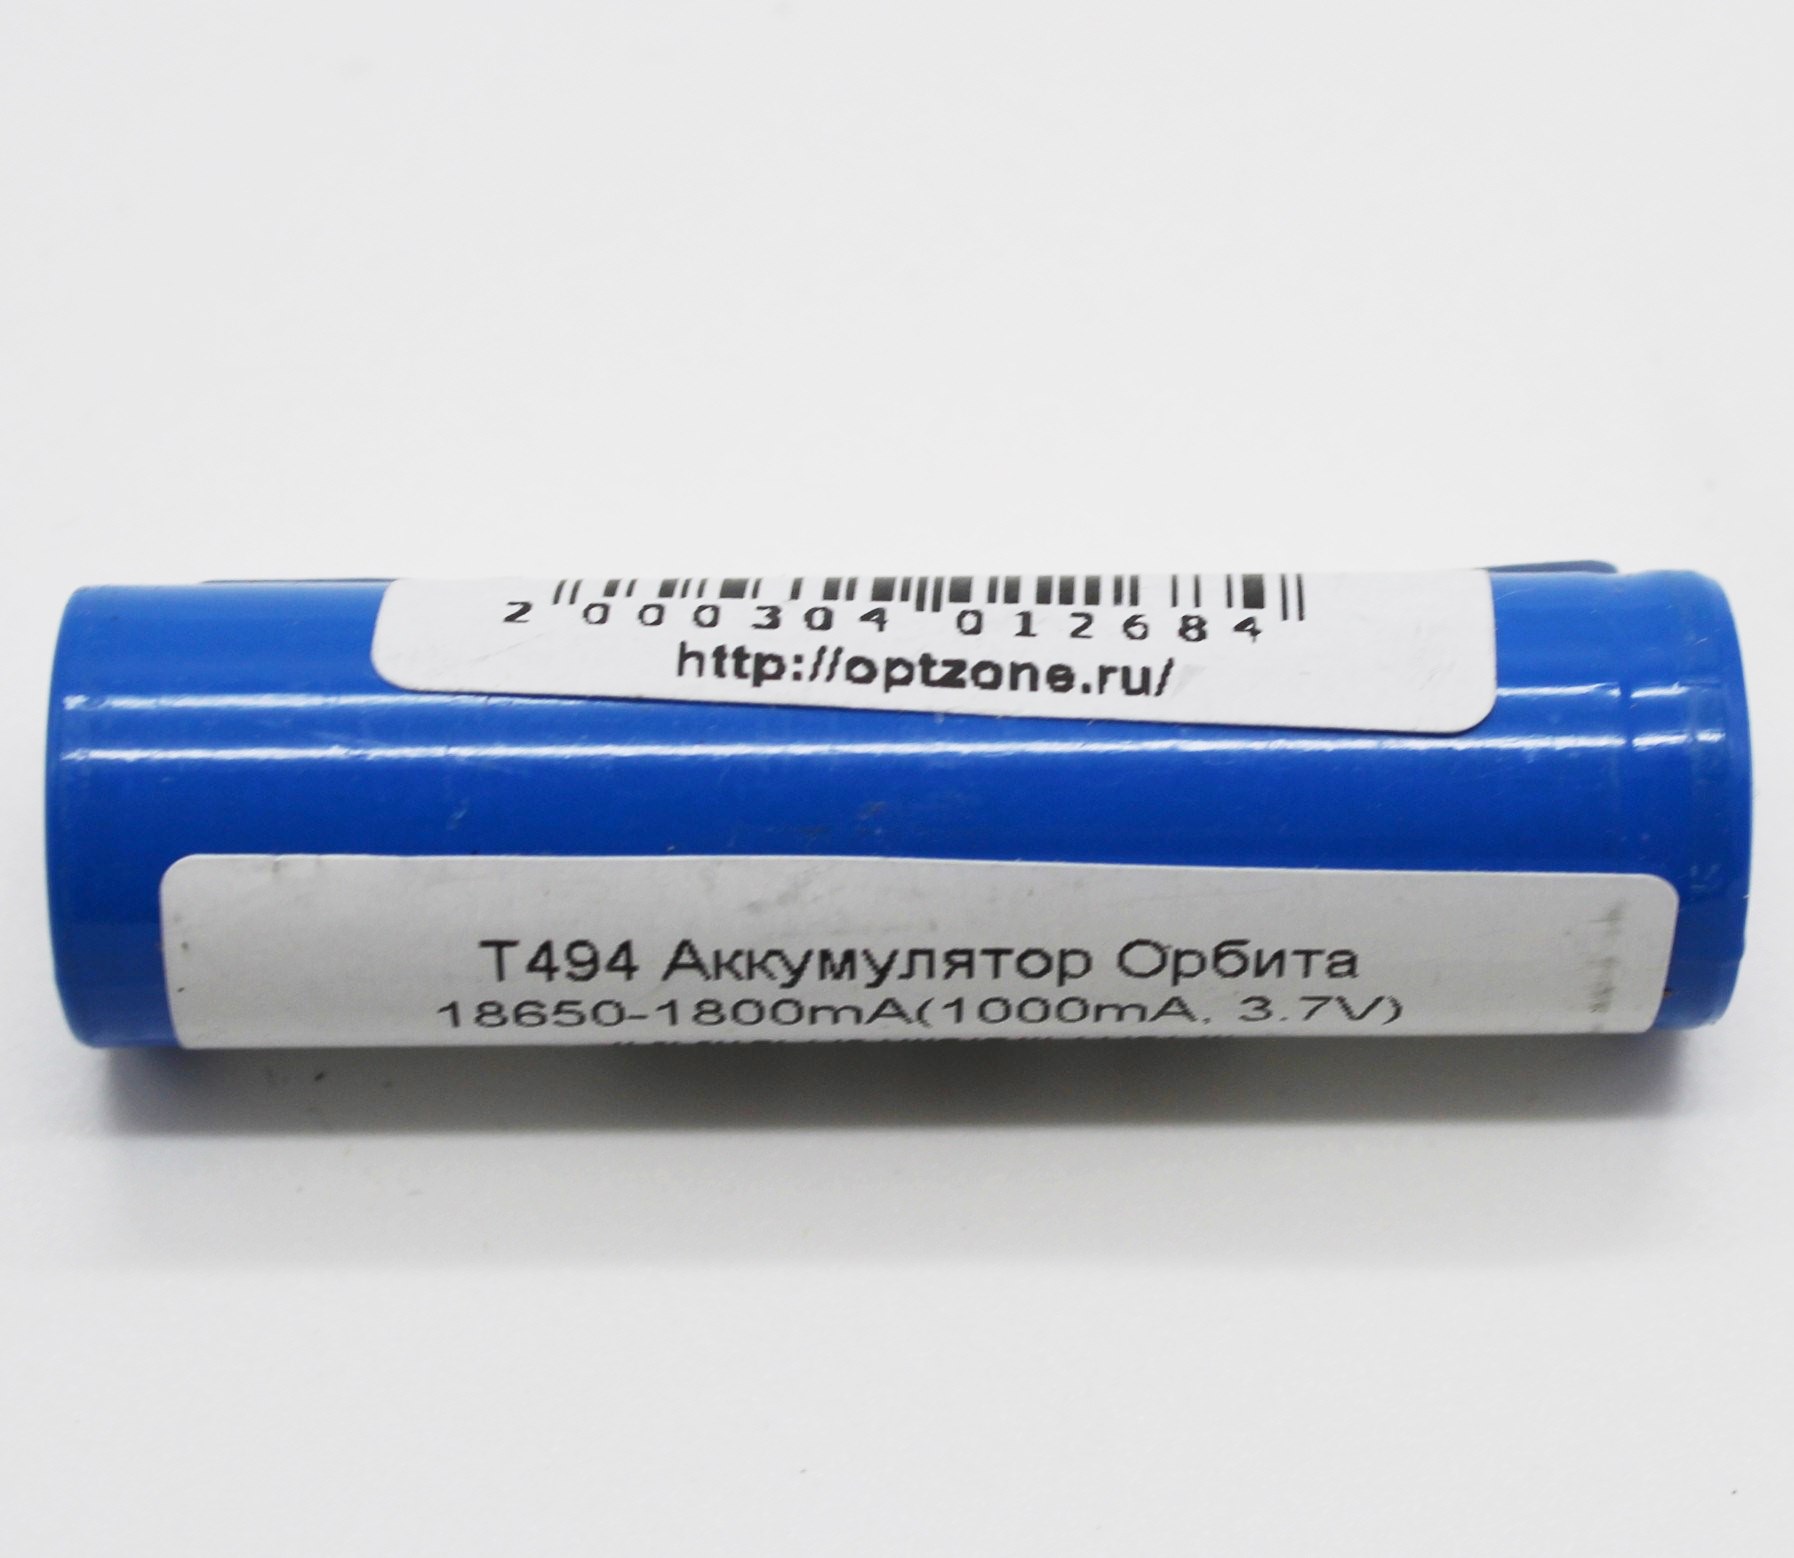 2 000304 012684
http://optzone.ru/
T494 Аккумулятор Орбита
18650-1800mA(1000mA, 3.7V)